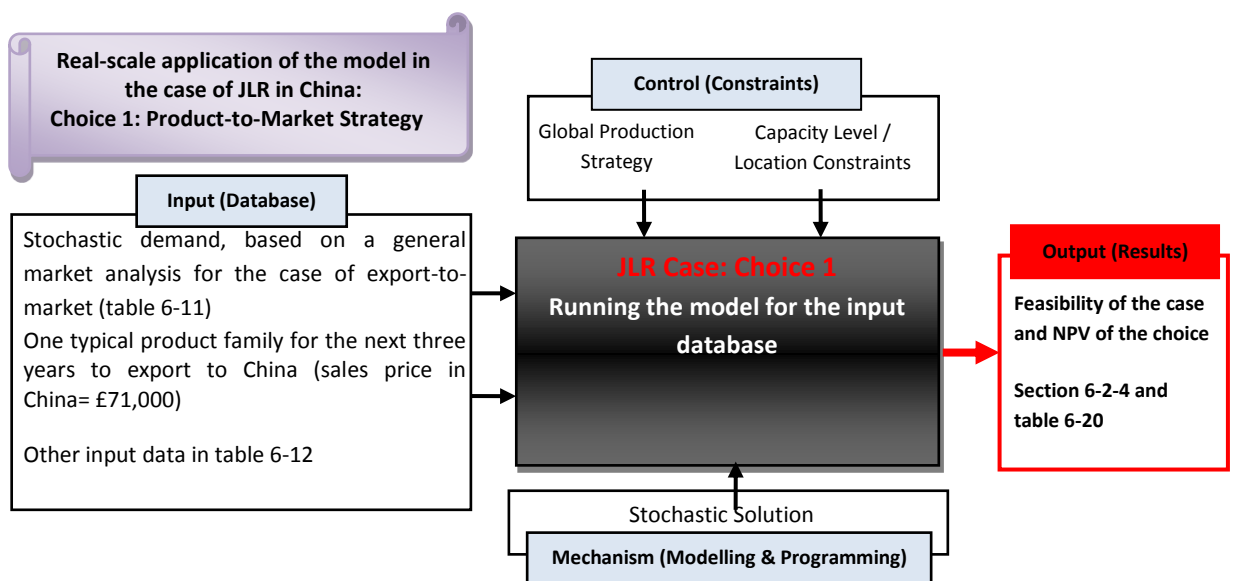 Real-scale application of the model in
the case of JLR in China:
Choice 1: Product-to-Market Strategy
Control (Constraints)
Global Production
Strategy
Capacity Level /
Location Constraints
Input (Database)
Stochastic demand, based on a general
market analysis for the case of export-to-
market (table 6-11)
One typical product family for the next three
years to export to China (sales price in
China= £71,000)
Other input data in table 6-12
JLR Case: Choice 1
Running the model for the input
database
Output (Results)
Feasibility of the case
and NPV of the choice
Section 6-2-4 and
table 6-20
Stochastic Solution
Mechanism (Modelling & Programming)